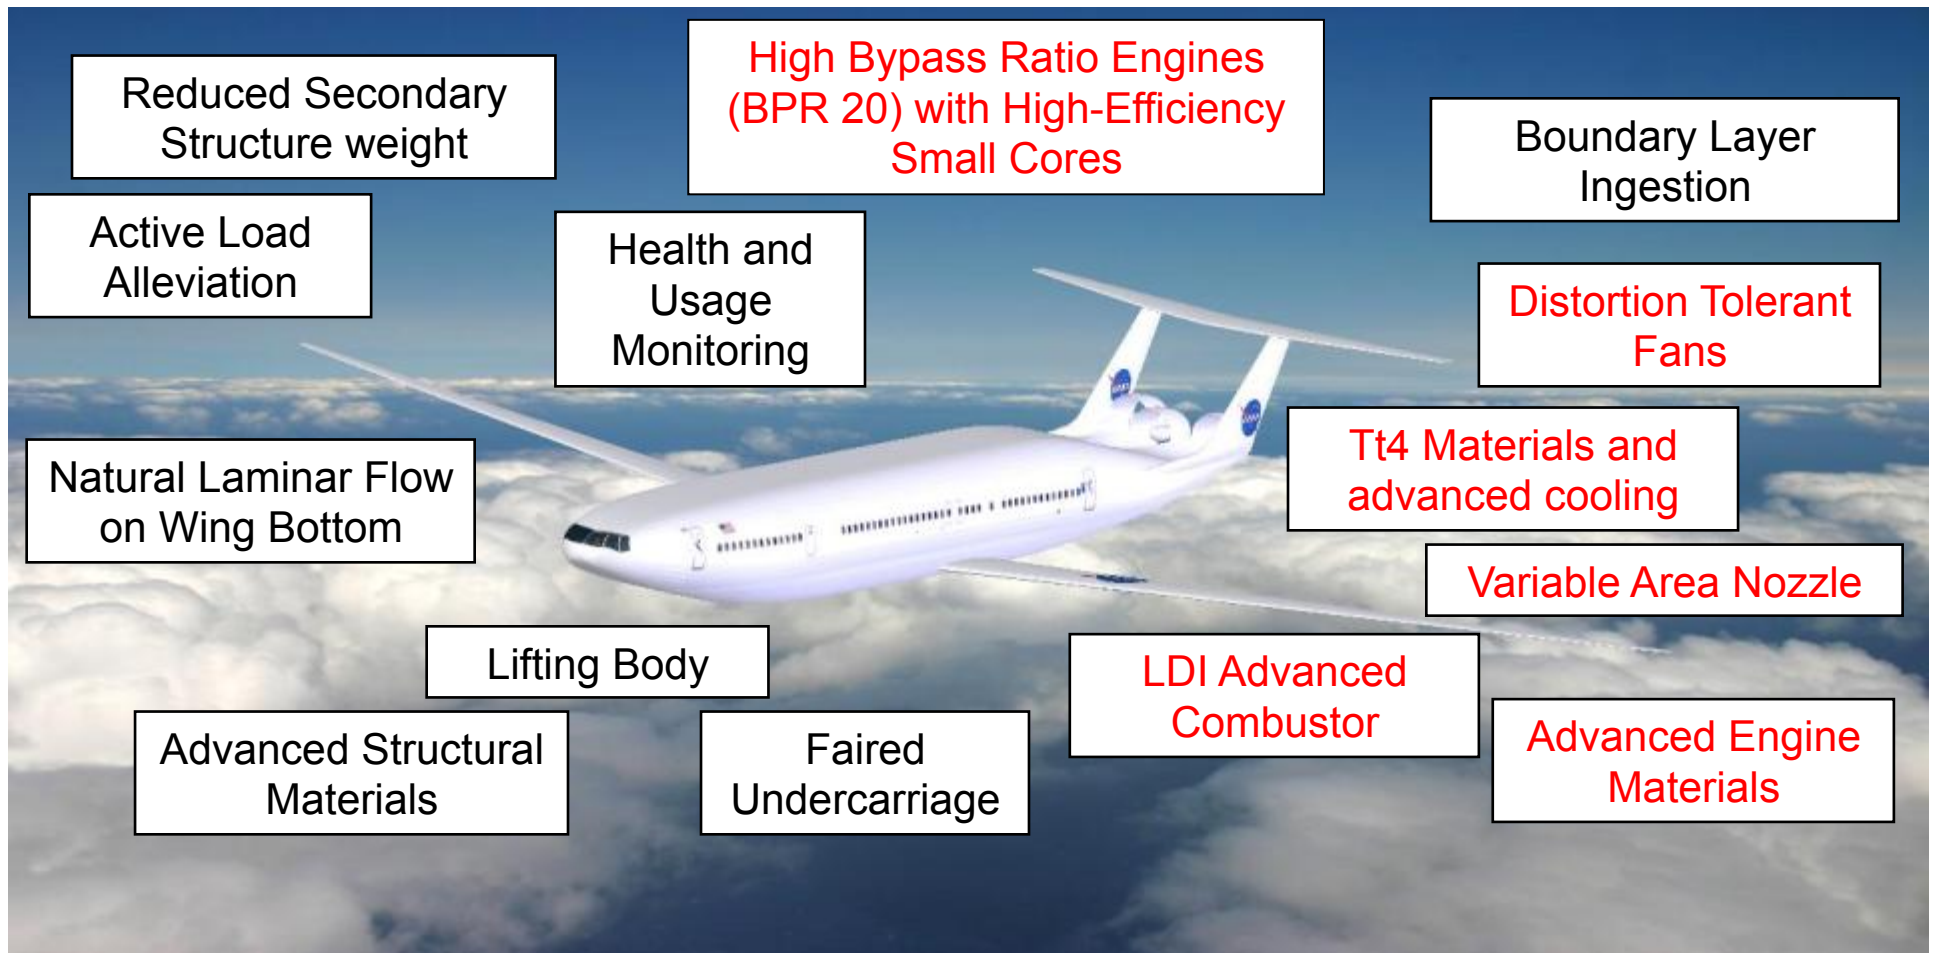 High Bypass Ratio Engines
(BPR 20) with High-Efficiency
Small Cores
Reduced Secondary
Structure weight
Boundary Layer
Ingestion
Active Load
Alleviation
Health and
Usage
Monitoring
Distortion Tolerant
Fans
Tt4 Materials and
advanced cooling
Natural Laminar Flow
on Wing Bottom
Variable Area Nozzle
Lifting Body
LDI Advanced
Combustor
Advanced Engine
Materials
Advanced Structural
Materials
Faired
Undercarriage
NASA
NASA